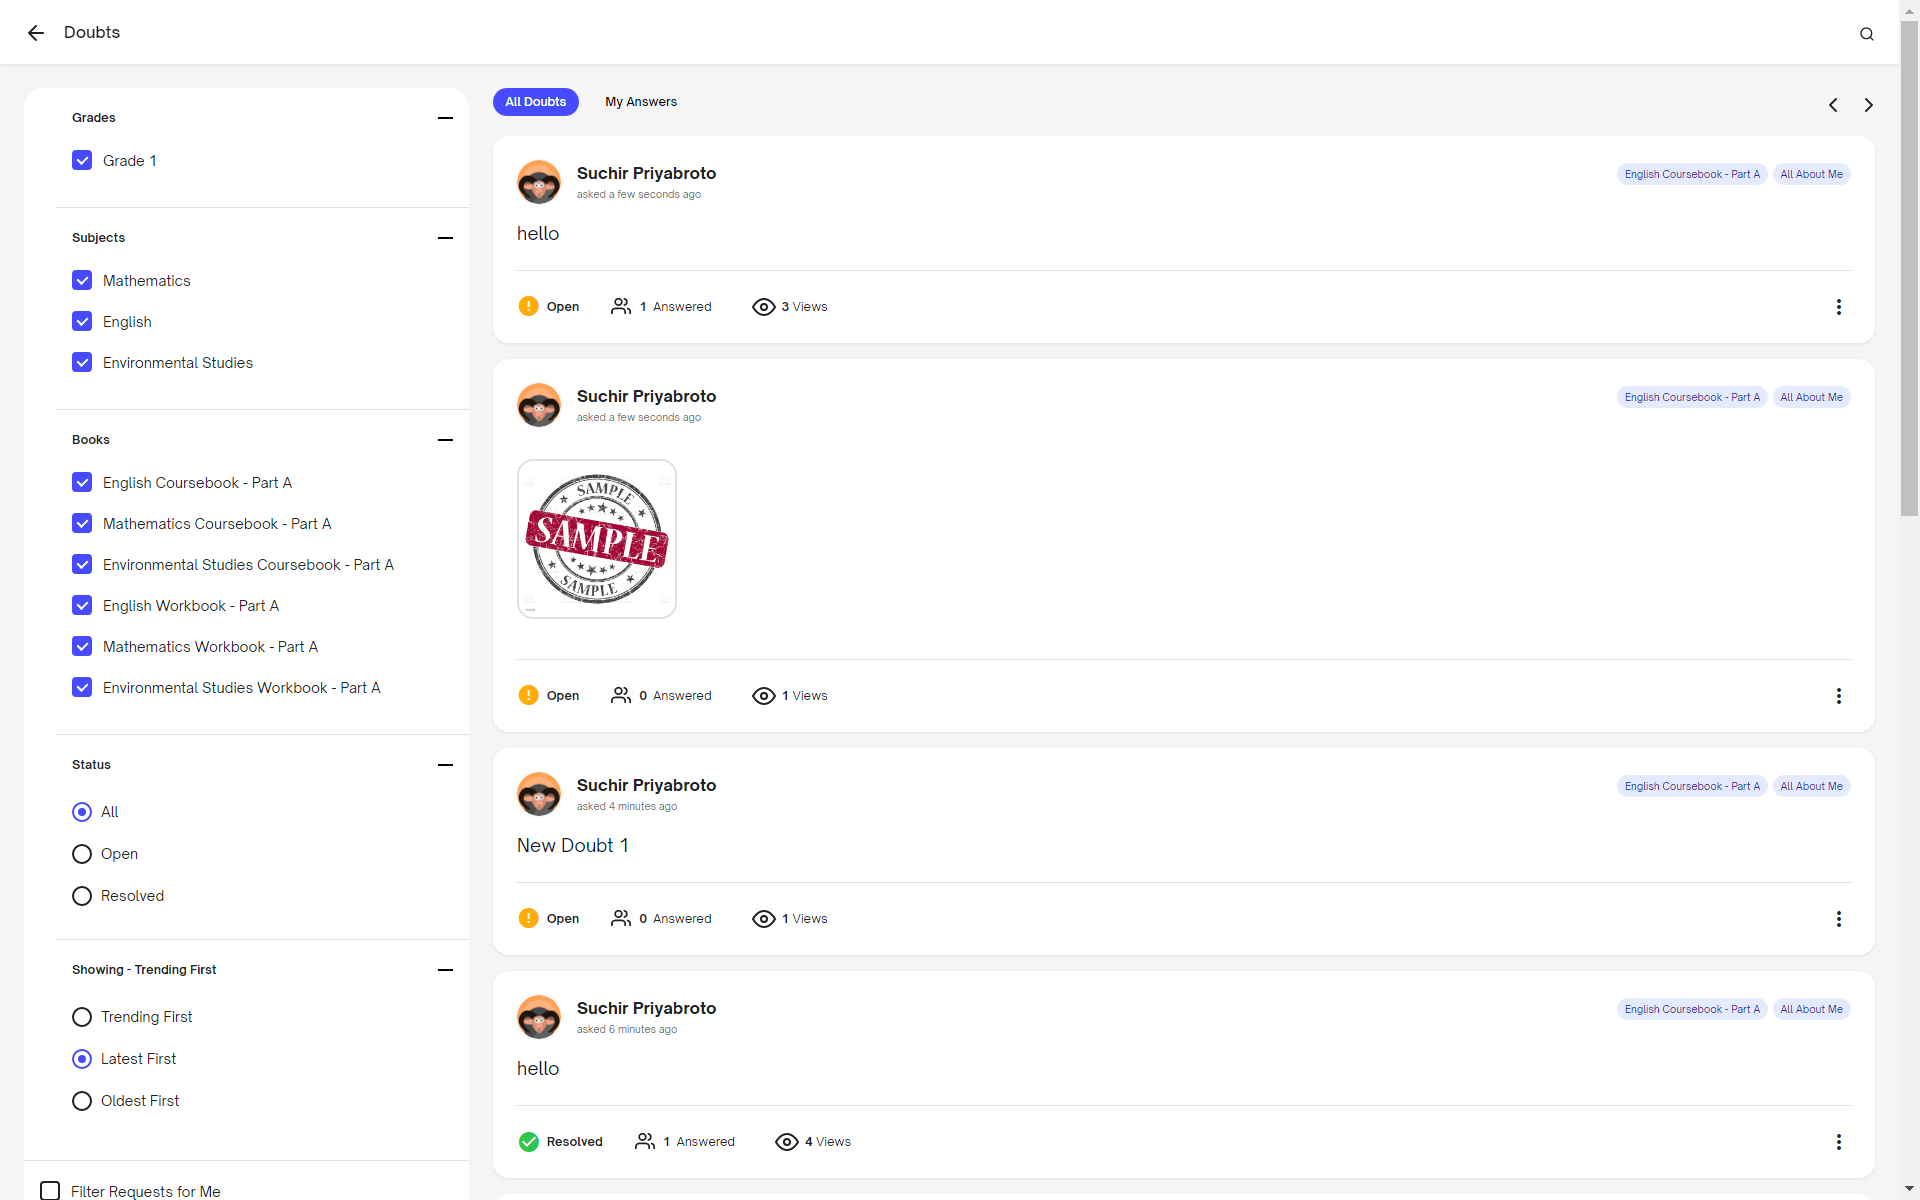 Doubts
Grades
Grade 1
Subjects
Mathematics
English
Environmental Studies
Books
English Coursebook - Part A
Mathematics Coursebook - Part A
Environmental Studies Coursebook - Part A
English Workbook - Part A
Mathematics Workbook - Part A
Environmental Studies Workbook - Part A
Status
All
Open
Resolved
Showing - Trending First
Trending First
Latest First
Oldest First
Filter Requests for Me
All Doubts My Answers
Suchir Priyabroto English Coursebook - Part A All About Me
asked a few seconds ago
hello
Open 1 Answered 3 Views
Suchir Priyabroto English Coursebook - Part A All About Me
asked a few seconds ago
SAMPLE
SAMPLE
SAMPLE
Open 0 Answered 1 Views
Suchir Priyabroto English Coursebook - Part A All About Me
asked 4 minutes ago
New Doubt 1
Open 0 Answered 1 Views
Suchir Priyabroto English Coursebook - Part A All About Me
asked 6 minutes ago
hello
Resolved 1 Answered 4 Views